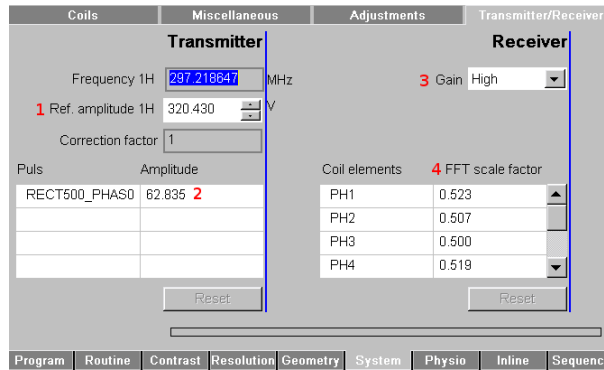 Coils Miscellaneous Adjustments Transmitter/Receiver
Transmitter Receiver
Frequency 1H 297.218647 MHz 3 Gain High
1 Ref. amplitude 1H 320.430 V
Correction factor 1
Puls Amplitude Coil elements 4 FFT scale factor
RECT500_PHAS0 62.835 2 PH1 0.523
PH2 0.507
PH3 0.500
PH4 0.519
Reset Reset
Program Routine Contrast Resolution Geometry System Physio Inline Sequenc